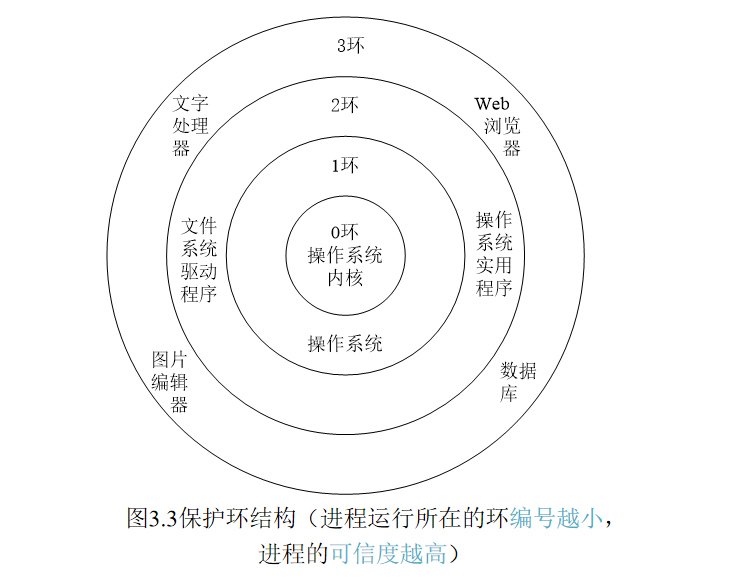 3环
文字
处理
器
Web
浏览
器
2环
1环
文件
系统
驱动
程序
0环
操作系统
内核
操作
系统
实用
程序
操作系统
图片
编辑
器
数据
库
图3.3保护环结构（进程运行所在的环编号越小，
进程的可信度越高）